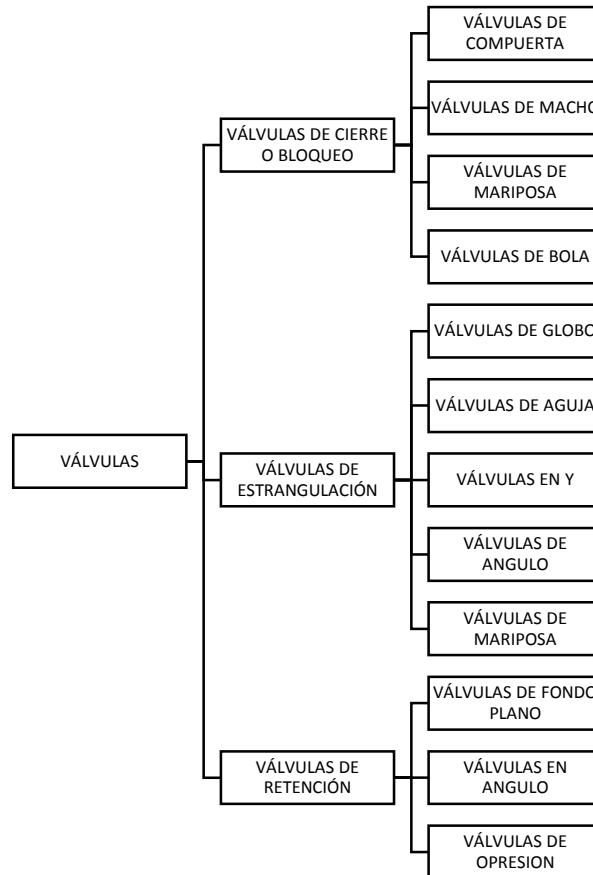 VÁLVULAS
VÁLVULAS DE CIERRE
O BLOQUEO
VÁLVULAS DE
COMPUERTA
VÁLVULAS DE MACHO
VÁLVULAS DE
MARIPOSA
VÁLVULAS DE BOLA
VÁLVULAS DE
ESTRANGULACIÓN
VÁLVULAS DE GLOBO
VÁLVULAS DE AGUJA
VÁLVULAS EN Y
VÁLVULAS DE
ANGULO
VÁLVULAS DE
MARIPOSA
VÁLVULAS DE
RETENCIÓN
VÁLVULAS DE FONDO
PLANO
VÁLVULAS EN
ANGULO
VÁLVULAS DE
OPRESION